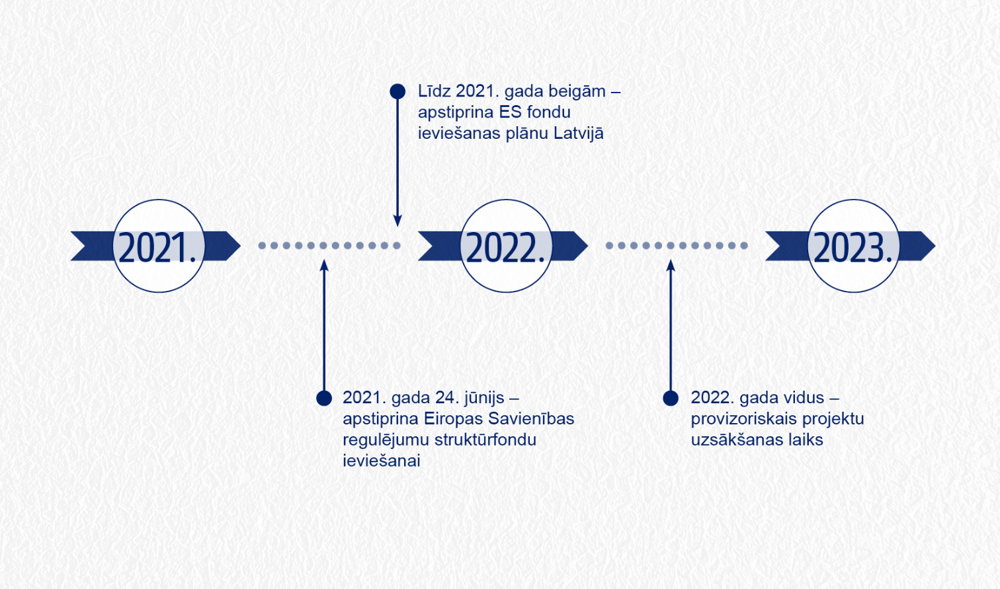 Līdz 2021. gada beigām –
apstiprina ES fondu
ieviešanas plānu Latvijā
2021.
2022.
2023.
2021. gada 24. jūnijs –
apstiprina Eiropas Savienības
regulējumu struktūrfondu
ieviešanai
2022. gada vidus –
provizoriskais projektu
uzsākšanas laiks